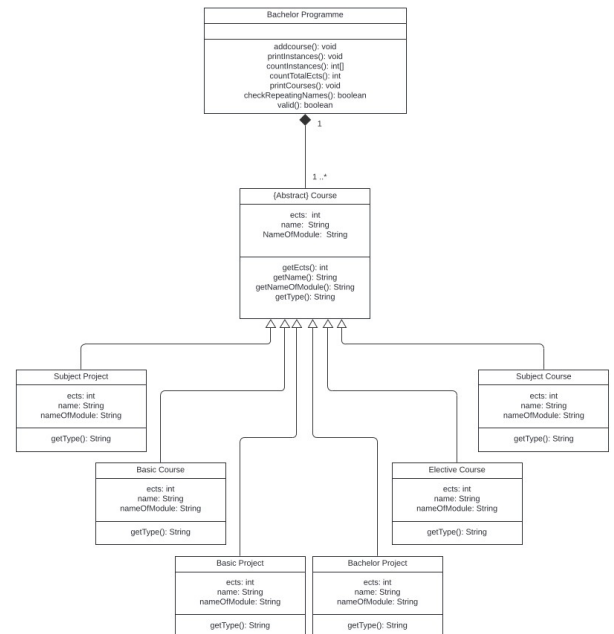 Bachelor Programme
addcourse(): void
printInstances(): void
countInstances(): int[]
countTotalEcts(): int
printCourses(): void
checkRepeatingNames(): boolean
valid(): boolean
1
1 ..*
{Abstract} Course
ects: int
name: String
NameOfModule: String
getEcts(): int
getName(): String
getNameOfModule(): String
getType(): String
Subject Project
ects: int
name: String
nameOfModule: String
getType(): String
Subject Course
ects: int
name: String
nameOfModule: String
getType(): String
Basic Course
ects: int
name: String
nameOfModule: String
getType(): String
Elective Course
ects: int
name: String
nameOfModule: String
getType(): String
Basic Project
ects: int
name: String
nameOfModule: String
getType(): String
Bachelor Project
ects: int
name: String
nameOfModule: String
getType(): String